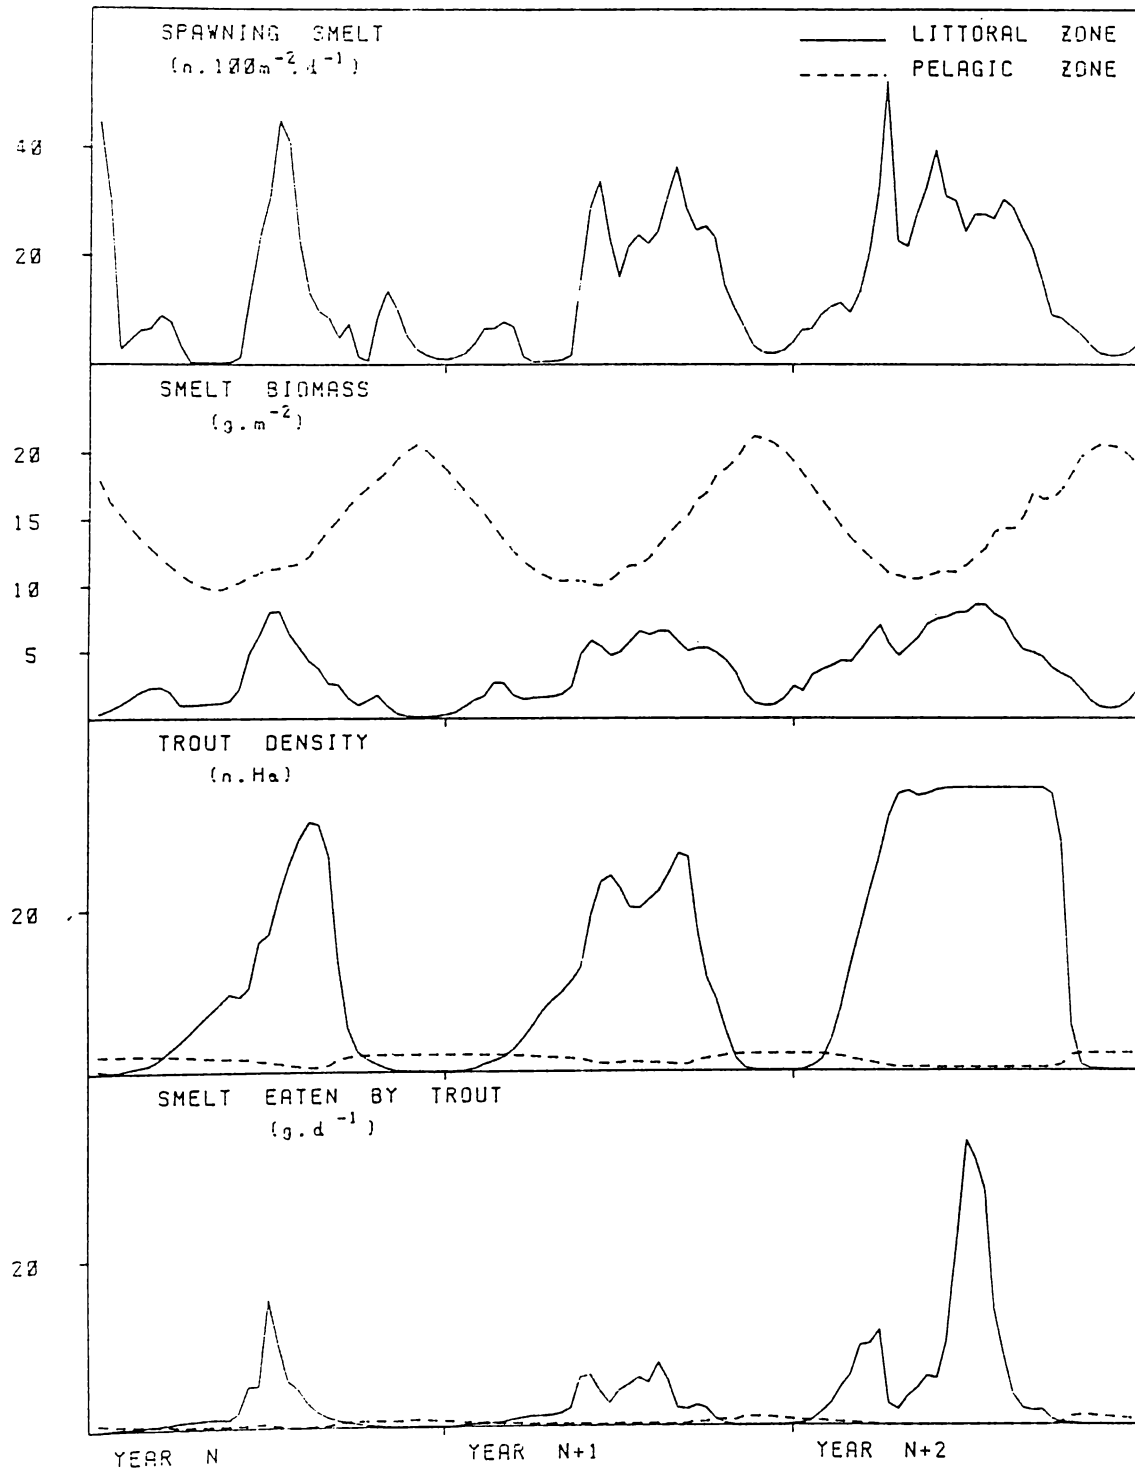 SPAWNING SMELT
(n.100m⁻².d⁻¹)
LITTORAL ZONE
PELAGIC ZONE
40
20
SMELT BIOMASS
(g.m⁻²)
20
15
10
5
TROUT DENSITY
(n.Ha)
20
SMELT EATEN BY TROUT
(g.d⁻¹)
20
YEAR N
YEAR N+1
YEAR N+2